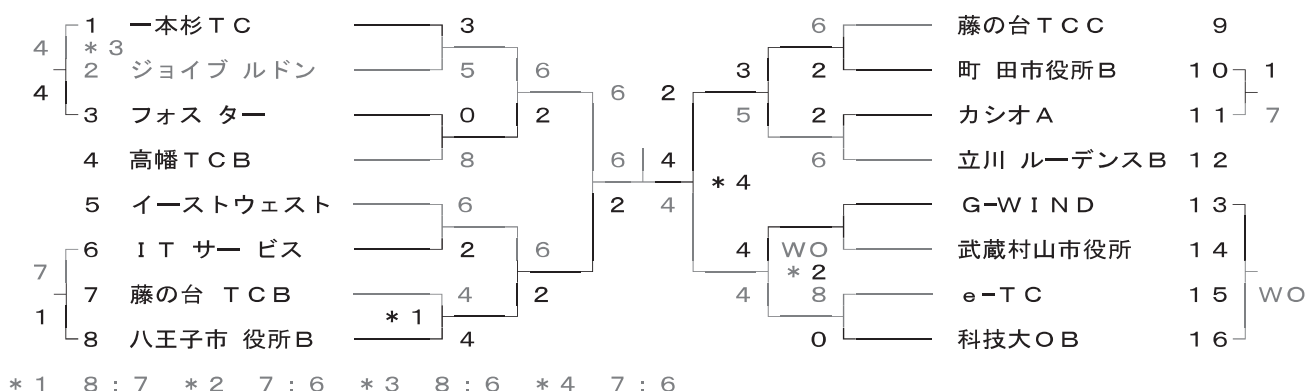 1 一本杉TC 3 6 藤の台TCC 9
4 *3
2 ジョイブ ルドン 5 6 3 2 町 田市役所B 10 1
4 6 2
3 フォス ター 0 2 5 2 カシオA 11 7
4 高幡TCB 8 6 4 6 立川 ルーデンスB 12
*4
5 イーストウェスト 6 2 4 G-WIND 13
6 IT サー ビス 2 6 4 WO 武蔵村山市役所 14
7 *2
7 藤の台 TCB 4 2 4 8 e-TC 15 WO
1 *1
8 八王子市 役所B 4 0 科技大OB 16
*1 8:7 *2 7:6 *3 8:6 *4 7:6